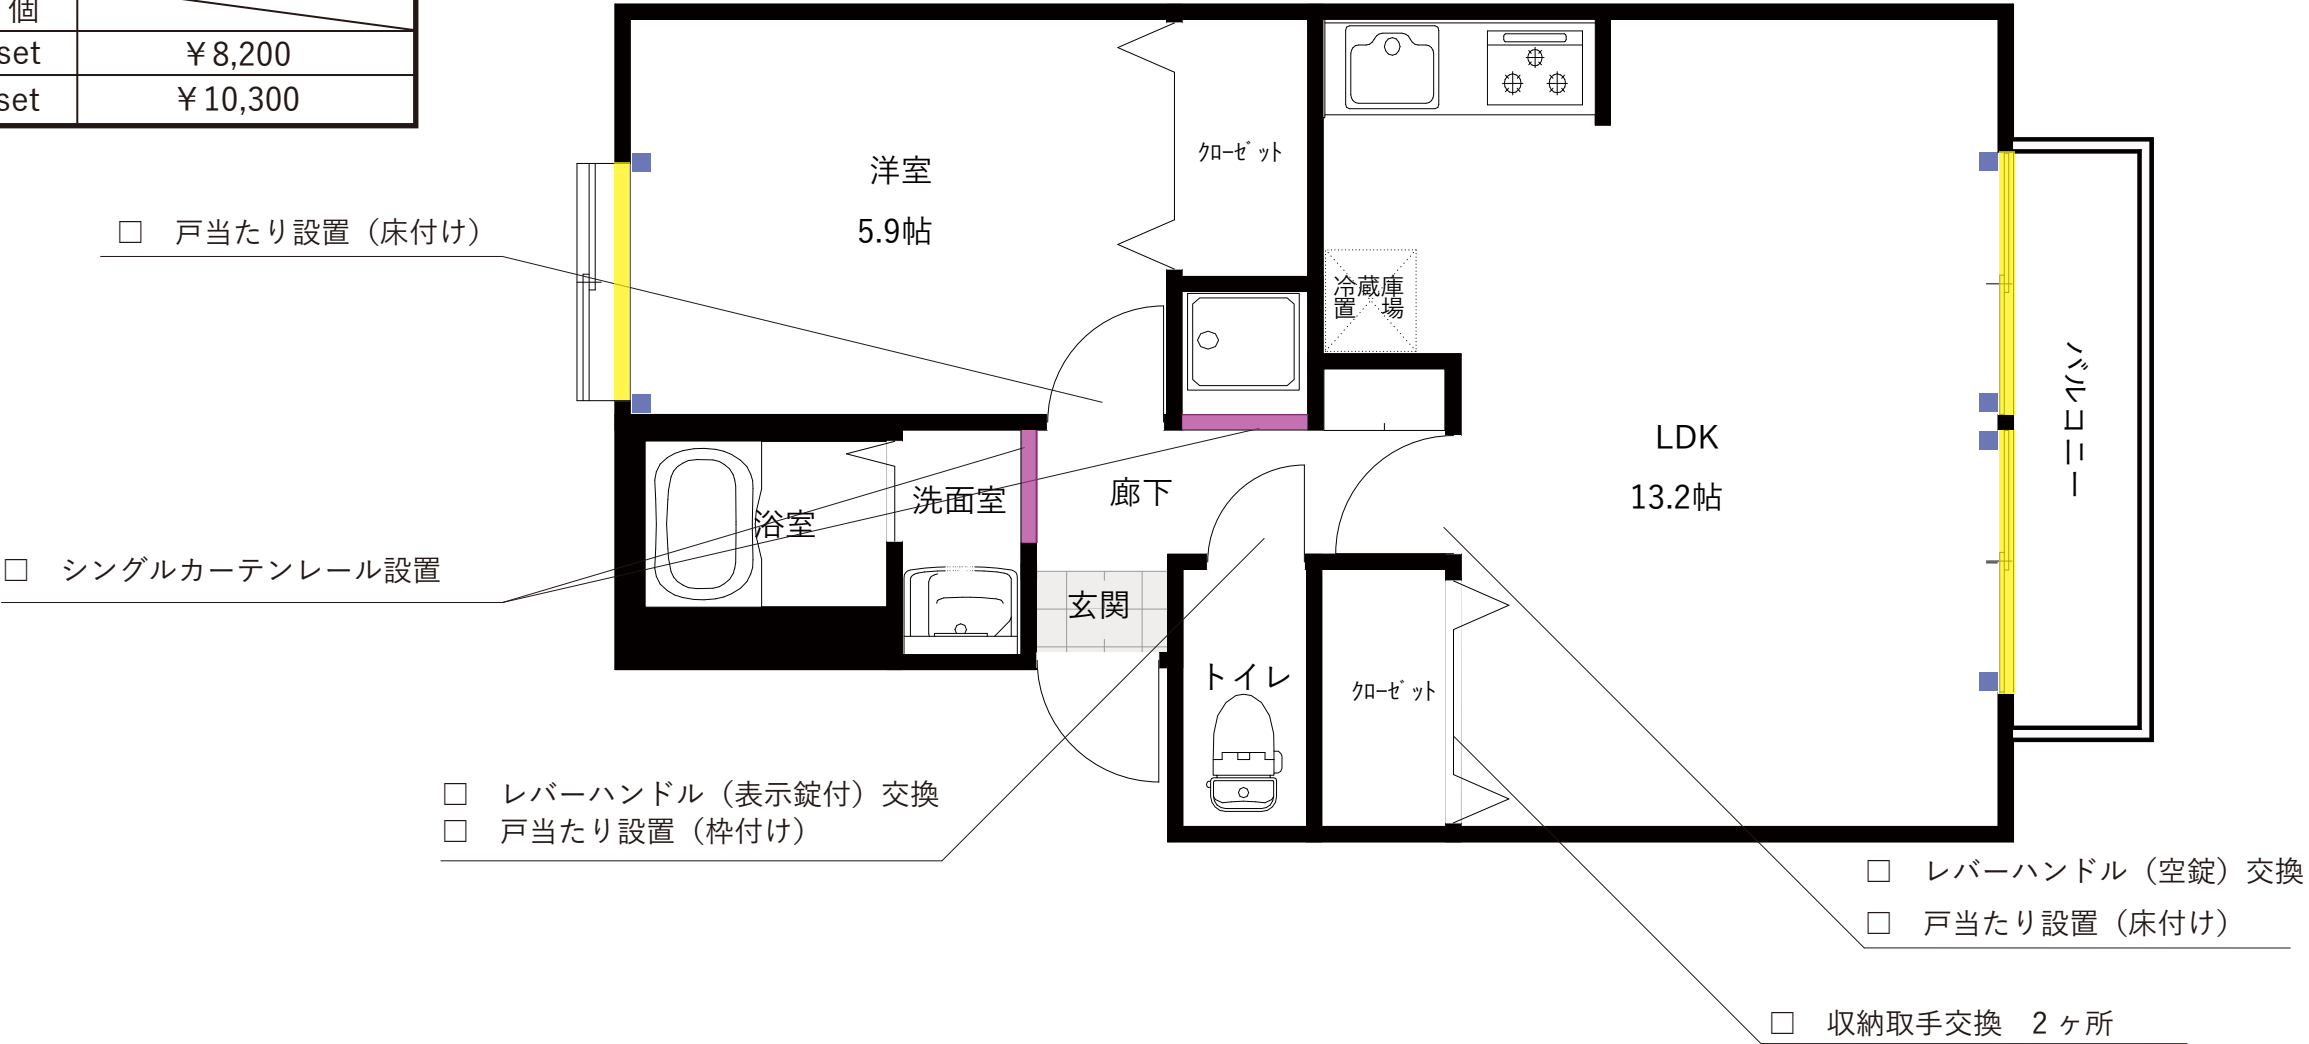 個
set ￥8,200
set ￥10,300
洋室
5.9帖
ｸﾛｰｾﾞｯﾄ
□ 戸当たり設置（床付け）
冷蔵庫
置 場
バルコニー
LDK
13.2帖
廊下
洗面室
浴室
□ シングルカーテンレール設置
玄関
トイレ
ｸﾛｰｾﾞｯﾄ
□ レバーハンドル（表示錠付）交換
□ 戸当たり設置（枠付け）
□ レバーハンドル（空錠）交換
□ 戸当たり設置（床付け）
□ 収納取手交換 2 ヶ所